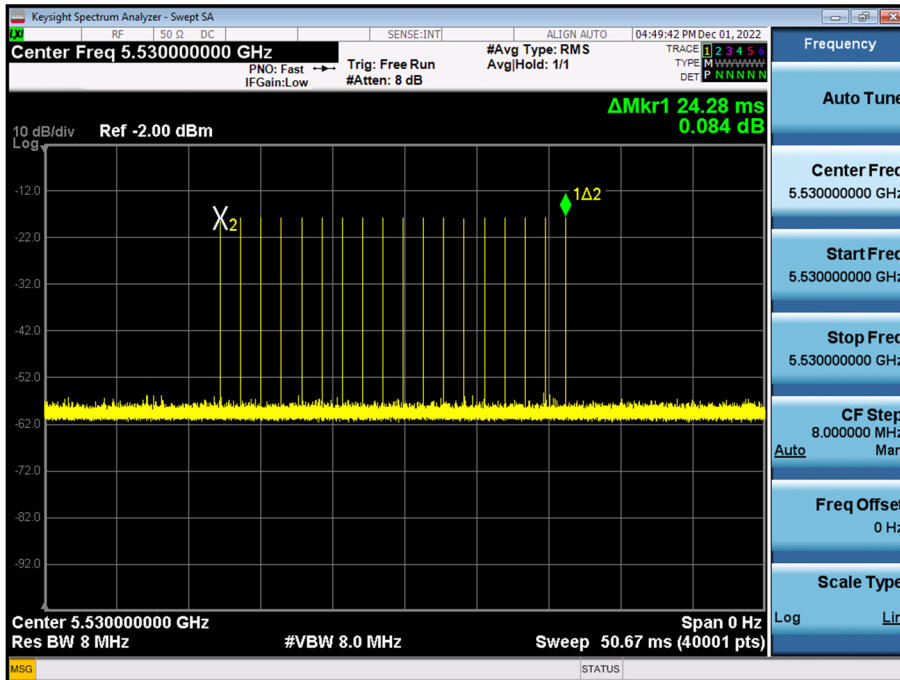 Keysight Spectrum Analyzer - Swept SA
LXI RF 50 Ω DC SENSE:INT ALIGN AUTO 04:49:42 PM Dec 01, 2022
Center Freq 5.530000000 GHz
PNO: Fast
IFGain:Low
Trig: Free Run
#Atten: 8 dB
#Avg Type: RMS
Avg|Hold: 1/1
TRACE 1 2 3 4 5 6
TYPE M WWWWW
DET P N N N N N
ΔMkr1 24.28 ms
0.084 dB
10 dB/div Ref -2.00 dBm
Log
-12.0
-22.0
-32.0
-42.0
-52.0
-62.0
-72.0
-82.0
-92.0
X2
1Δ2
Center 5.530000000 GHz Span 0 Hz
Res BW 8 MHz #VBW 8.0 MHz Sweep 50.67 ms (40001 pts)
MSG STATUS
Frequency
Auto Tune
Center Freq
5.530000000 GHz
Start Freq
5.530000000 GHz
Stop Freq
5.530000000 GHz
CF Step
8.000000 MHz
Auto Man
Freq Offset
0 Hz
Scale Type
Log Lin